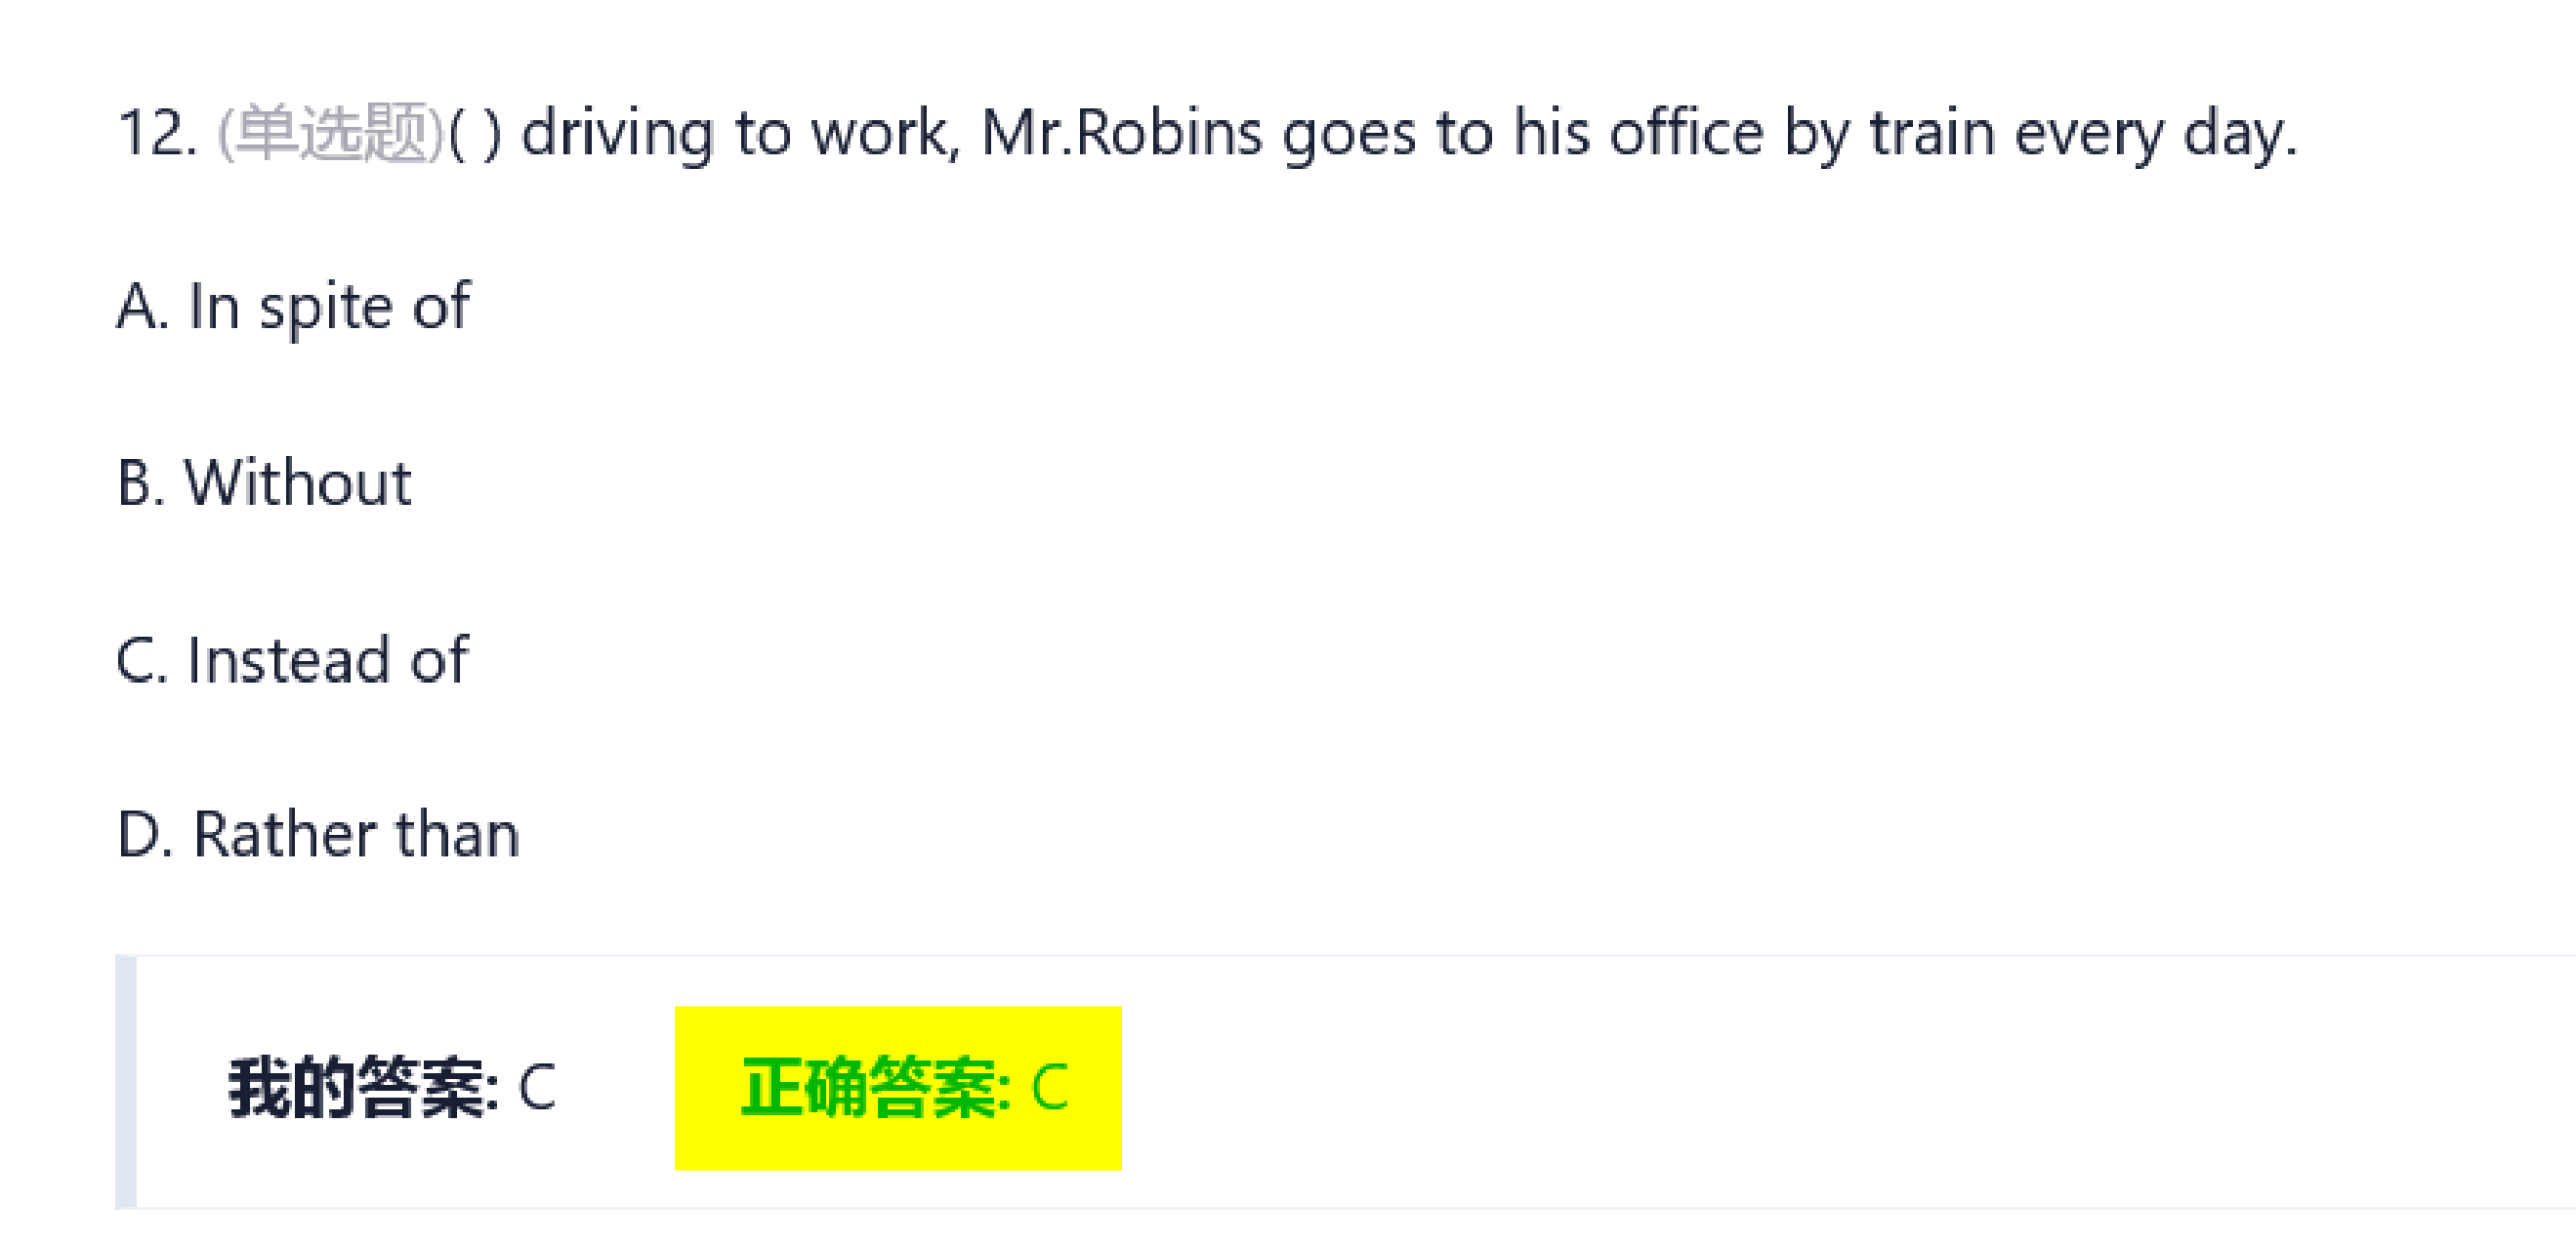 12. (单选题)( ) driving to work, Mr.Robins goes to his office by train every day.
A. In spite of
B. Without
C. Instead of
D. Rather than
我的答案: C 正确答案: C